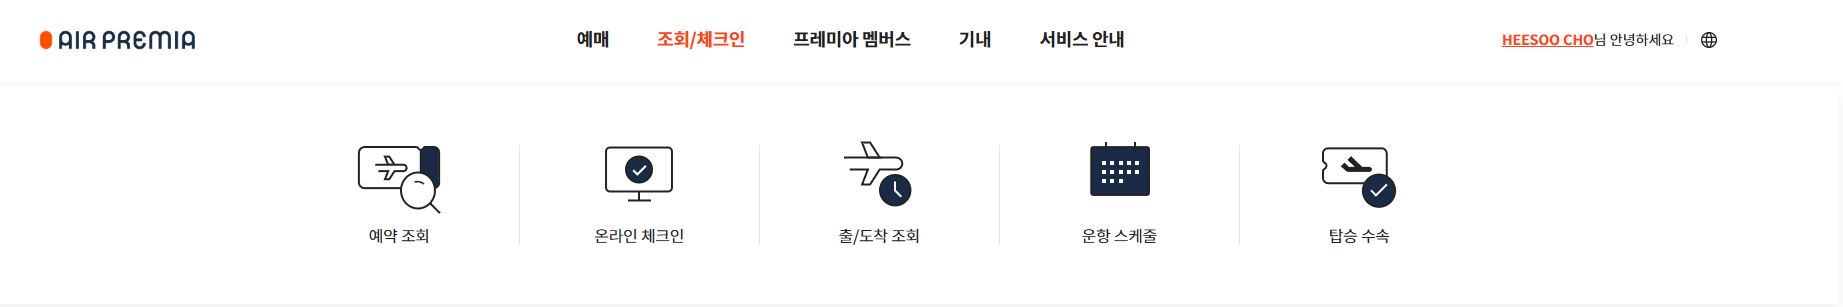 AIR PREMIA
예매
조회/체크인
프레미아 멤버스
기내
서비스 안내
HEESOO CHO님 안녕하세요
예약 조회
온라인 체크인
출/도착 조회
운항 스케줄
탑승 수속